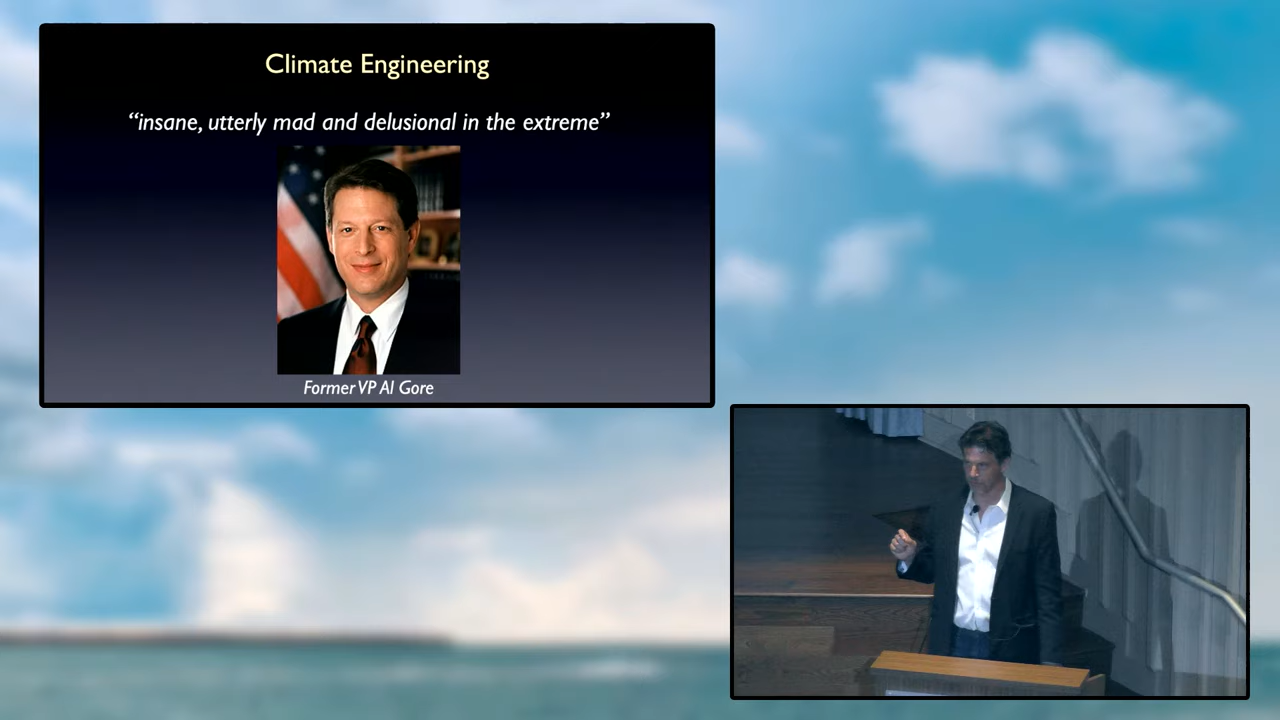 Climate Engineering
“insane, utterly mad and delusional in the extreme”
Former VP Al Gore